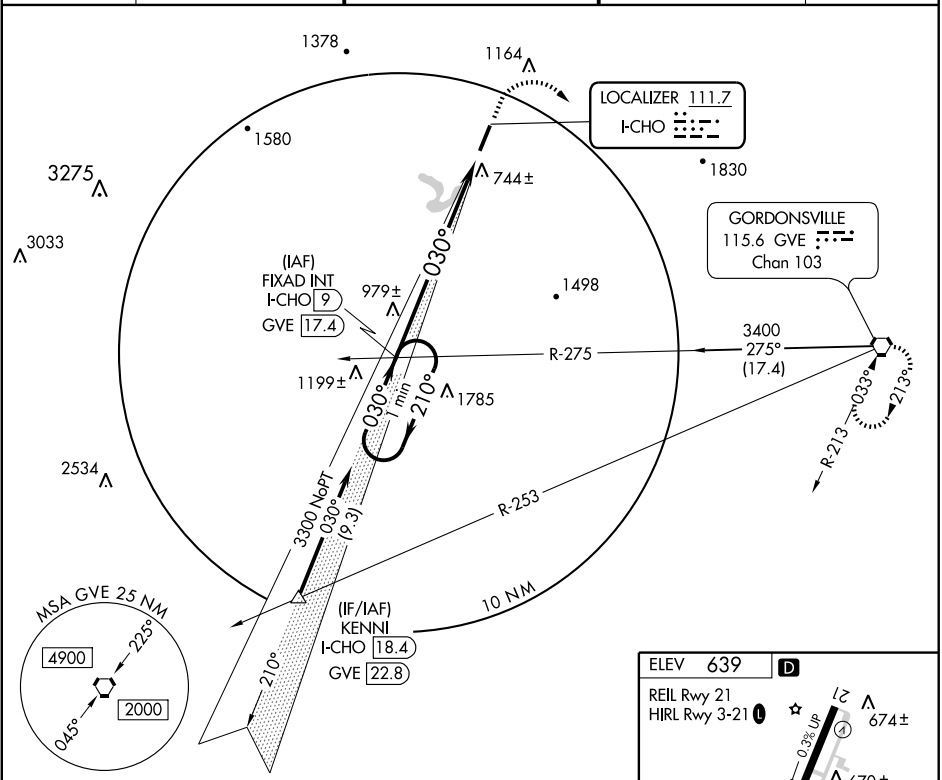 1378
1164
LOCALIZER 111.7
I-CHO
1580
1830
744±
3275
3033
GORDONSVILLE
115.6 GVE
Chan 103
030°
(IAF)
FIXAD INT
I-CHO 9
GVE 17.4
979±
1498
3400
275°
(17.4)
R-275
1199±
030°
1 min
210°
1785
033°
213°
R-213
2534
3300 NoPT
030°
(9.3)
R-253
10 NM
MSA GVE 25 NM
4900
225°
2000
045°
(IF/IAF)
KENNI
I-CHO 18.4
GVE 22.8
210°
ELEV 639 D
REIL Rwy 21
HIRL Rwy 3-21 L
21
674±
0.3% UP
670±